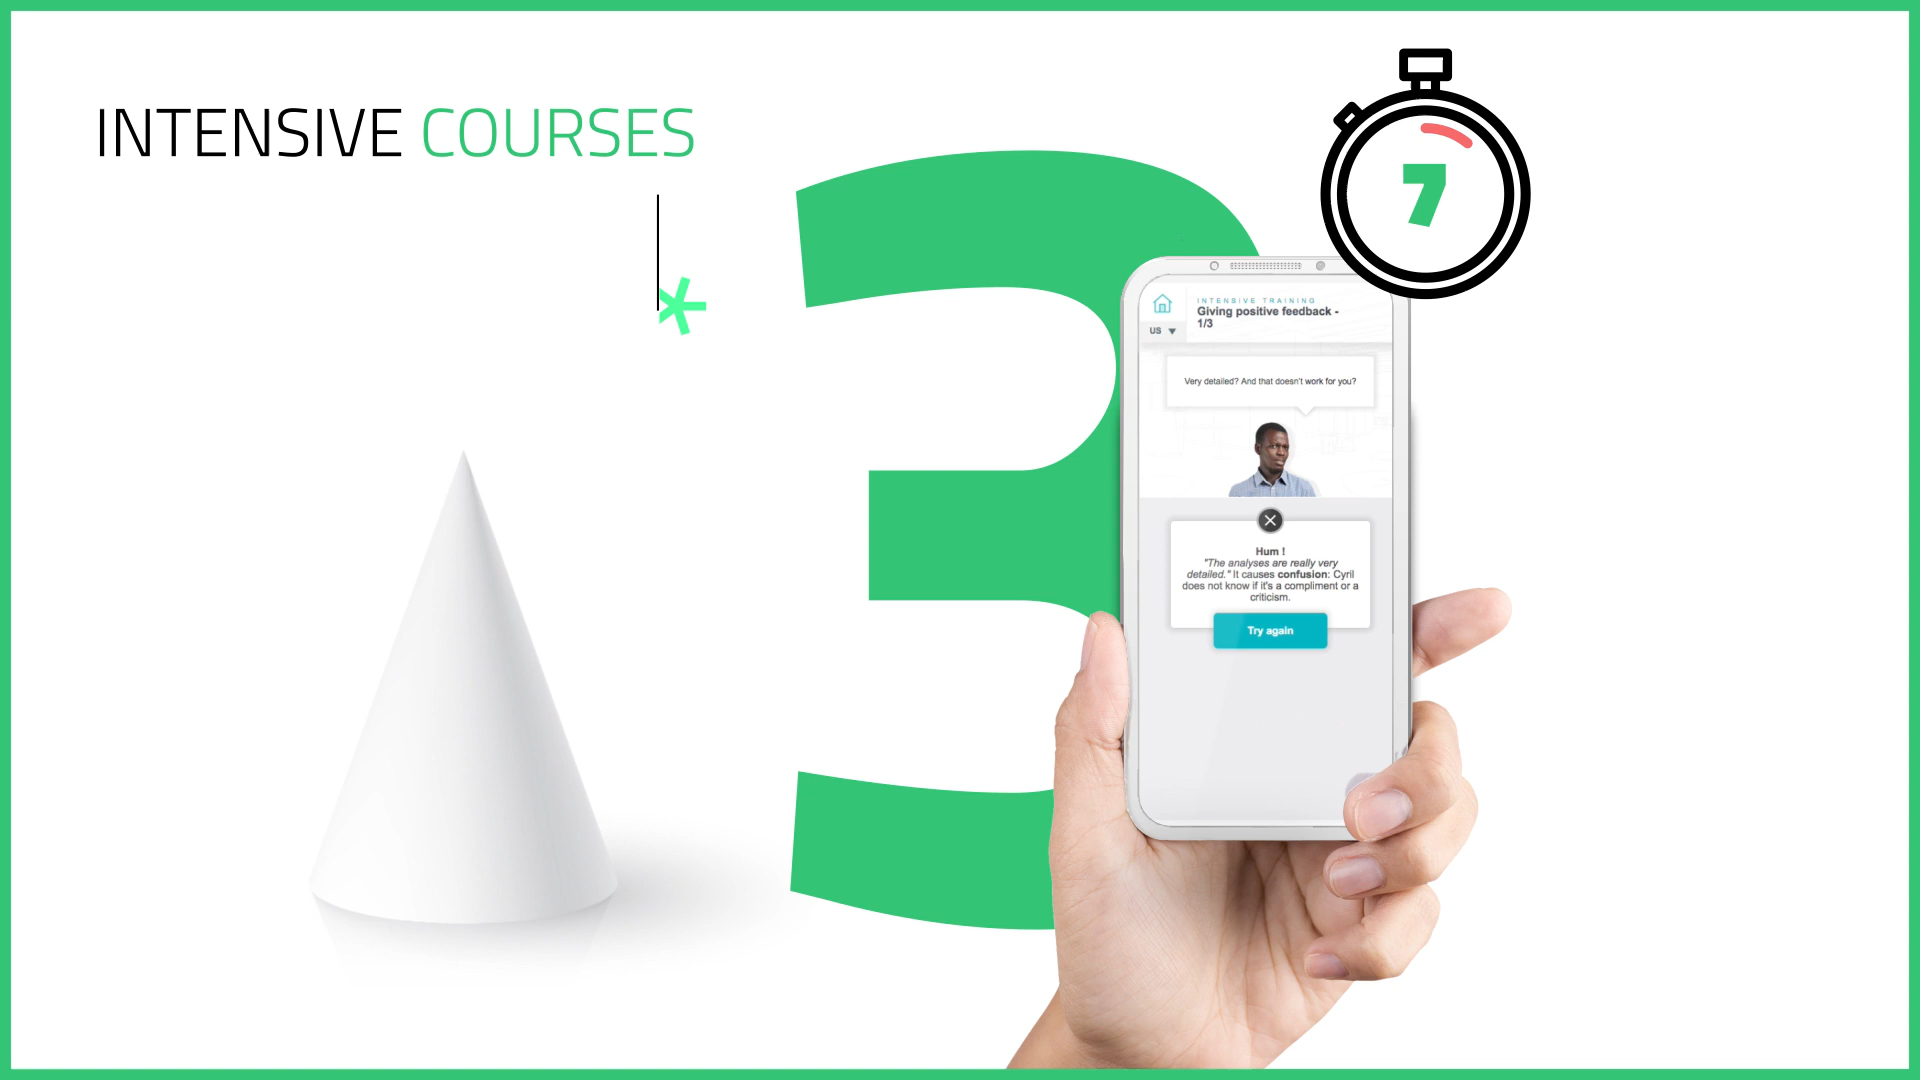 INTENSIVE COURSES
*
3
7
INTENSIVE TRAINING
Giving positive feedback -
1/3
US
Very detailed? And that doesn't work for you?
Hum !
"The analyses are really very
detailed." It causes confusion: Cyril
does not know if it's a compliment or a
criticism.
Try again